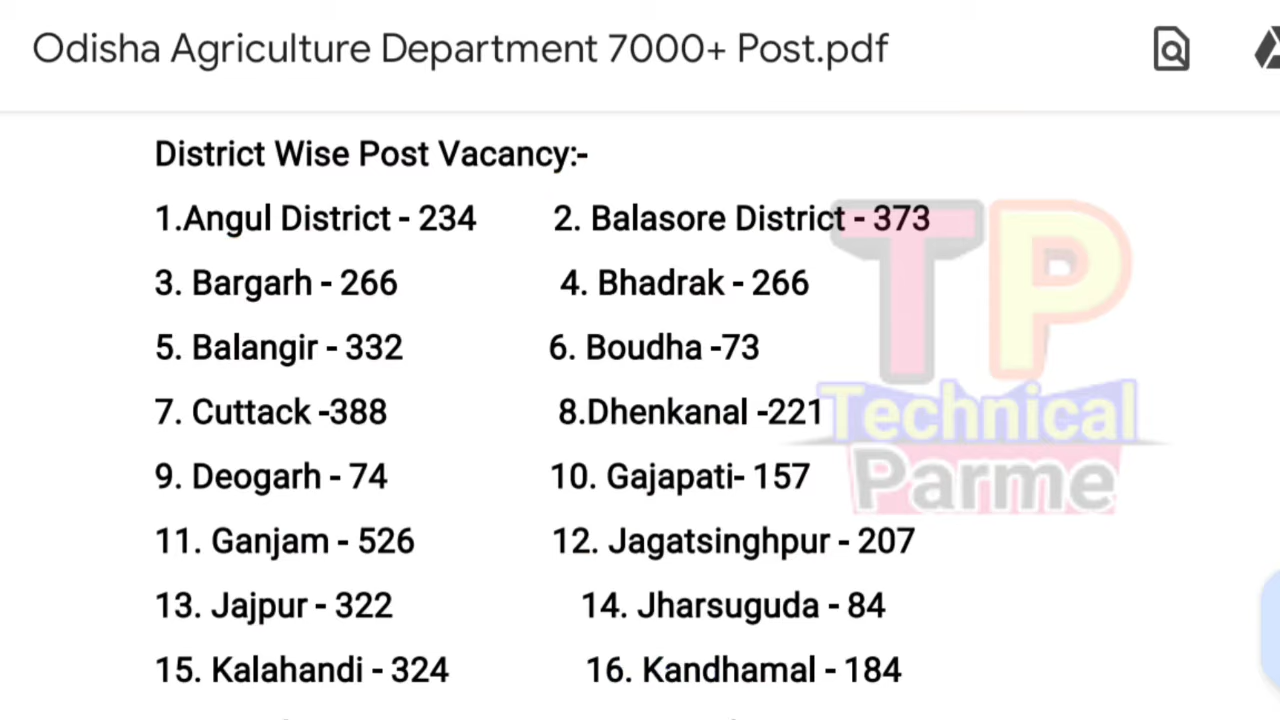 Odisha Agriculture Department 7000+ Post.pdf
District Wise Post Vacancy:-
1.Angul District - 234 2. Balasore District - 373
3. Bargarh - 266 4. Bhadrak - 266
5. Balangir - 332 6. Boudha -73
7. Cuttack -388 8.Dhenkanal -221
9. Deogarh - 74 10. Gajapati- 157
11. Ganjam - 526 12. Jagatsinghpur - 207
13. Jajpur - 322 14. Jharsuguda - 84
15. Kalahandi - 324 16. Kandhamal - 184
TP
Technical
Parme